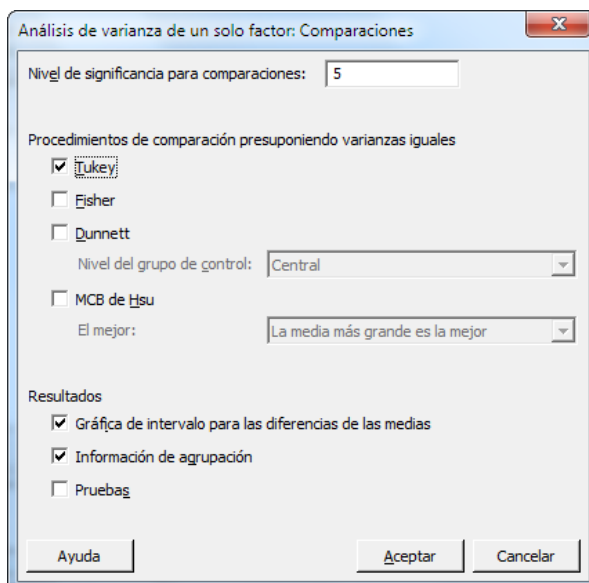 Análisis de varianza de un solo factor: Comparaciones
Nivel de significancia para comparaciones: 5
Procedimientos de comparación presuponiendo varianzas iguales
Tukey
Fisher
Dunnett
Nivel del grupo de control: Central
MCB de Hsu
El mejor: La media más grande es la mejor
Resultados
Gráfica de intervalo para las diferencias de las medias
Información de agrupación
Pruebas
Ayuda Aceptar Cancelar